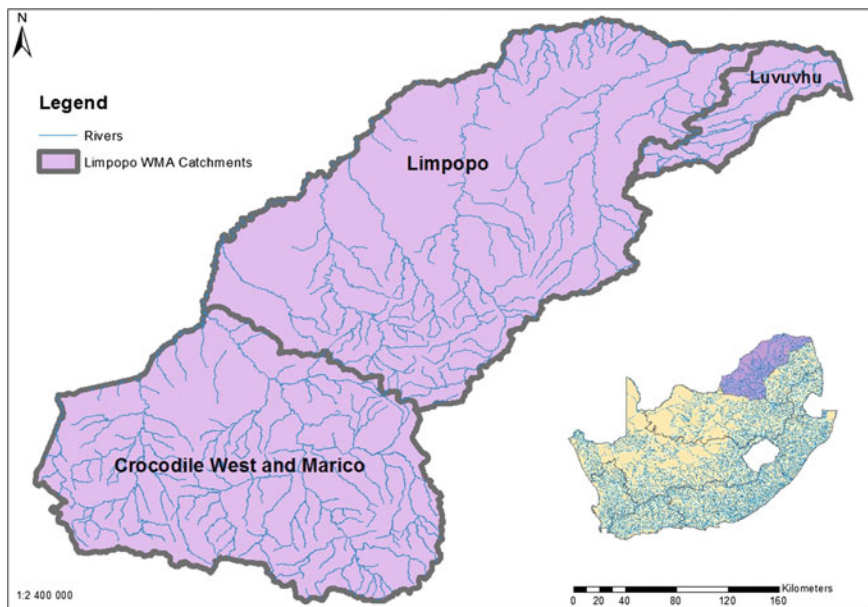 N
Legend
Rivers
Limpopo WMA Catchments
Luvuvhu
Limpopo
Crocodile West and Marico
1:2 400 000
Kilometers
0 20 40 80 120 160